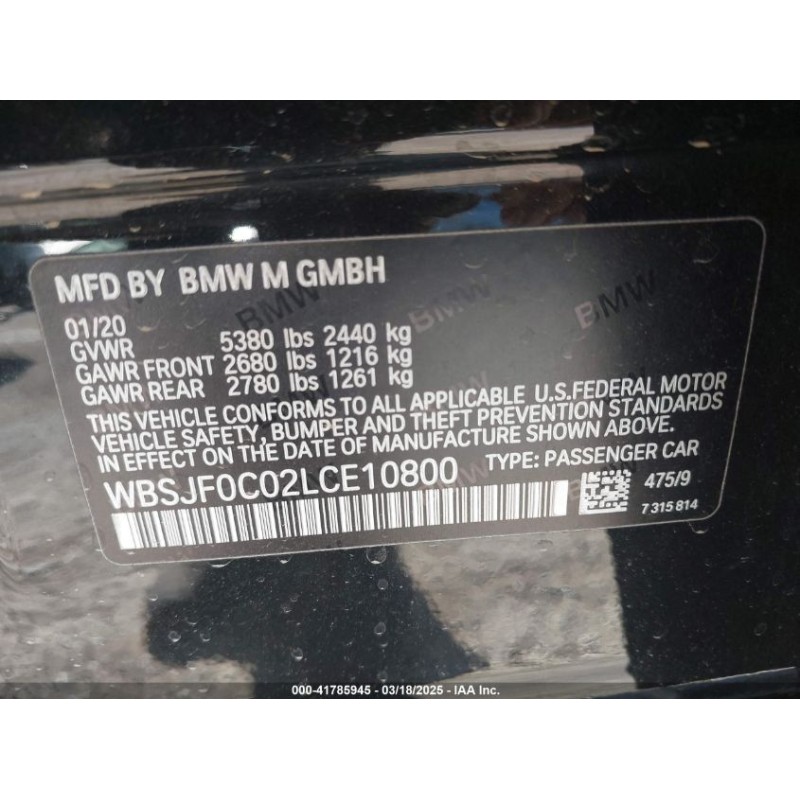 MFD BY BMW M GMBH
01/20
GVWR 5380 lbs 2440 kg
GAWR FRONT 2680 lbs 1216 kg
GAWR REAR 2780 lbs 1261 kg
THIS VEHICLE CONFORMS TO ALL APPLICABLE U.S.FEDERAL MOTOR
VEHICLE SAFETY, BUMPER AND THEFT PREVENTION STANDARDS
IN EFFECT ON THE DATE OF MANUFACTURE SHOWN ABOVE.
WBSJF0C02LCE10800 TYPE: PASSENGER CAR
475/9
7 315 814
BMW BMW BMW
000-41785945 - 03/18/2025 - IAA Inc.